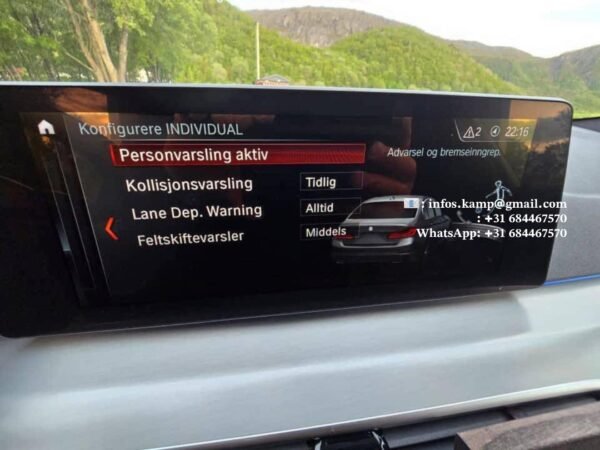 Konfigurere INDIVIDUAL
2 22:16
Personvarsling aktiv
Advarsel og bremseinngrep.
Kollisjonsvarsling Tidlig
Lane Dep. Warning Alltid
Feltskiftevarsler Middels
: infos.kamp@gmail.com
: +31 684467570
WhatsApp: +31 684467570